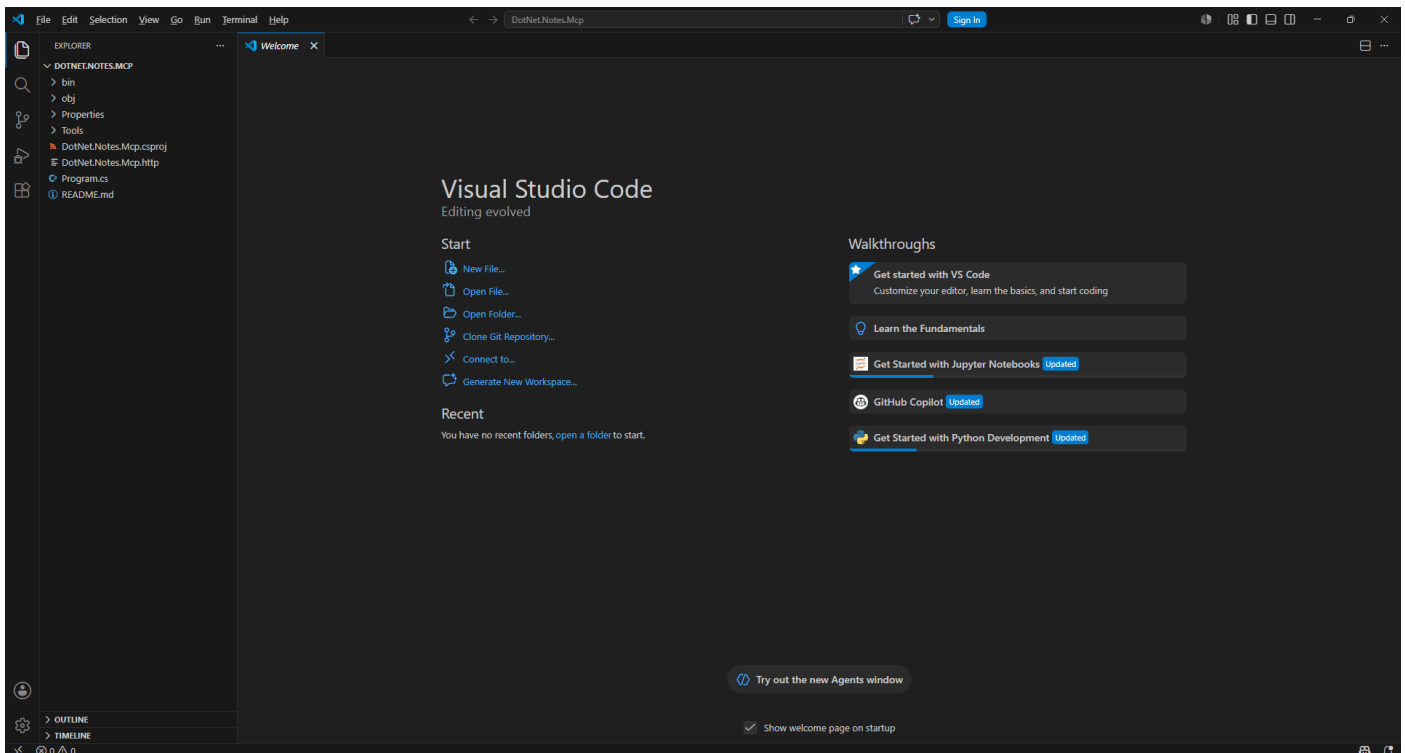 File Edit Selection View Go Run Terminal Help
DotNet.Notes.Mcp
Sign In
EXPLORER
Welcome
DOTNET.NOTES.MCP
bin
obj
Properties
Tools
DotNet.Notes.Mcp.csproj
DotNet.Notes.Mcp.http
Program.cs
README.md
Visual Studio Code
Editing evolved
Start
New File...
Open File...
Open Folder...
Clone Git Repository...
Connect to...
Generate New Workspace...
Recent
You have no recent folders, open a folder to start.
Walkthroughs
Get started with VS Code
Customize your editor, learn the basics, and start coding
Learn the Fundamentals
Get Started with Jupyter Notebooks Updated
GitHub Copilot Updated
Get Started with Python Development Updated
Try out the new Agents window
Show welcome page on startup
OUTLINE
TIMELINE
0 0